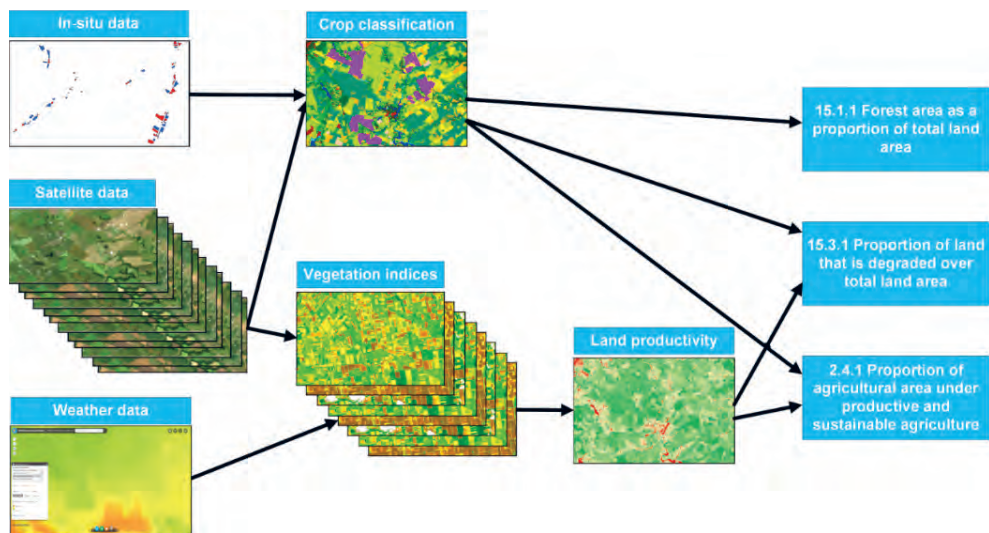 In-situ data
Crop classification
15.1.1 Forest area as a
proportion of total land
area
Satellite data
15.3.1 Proportion of land
that is degraded over
total land area
Vegetation indices
Land productivity
2.4.1 Proportion of
agricultural area under
productive and
sustainable agriculture
Weather data